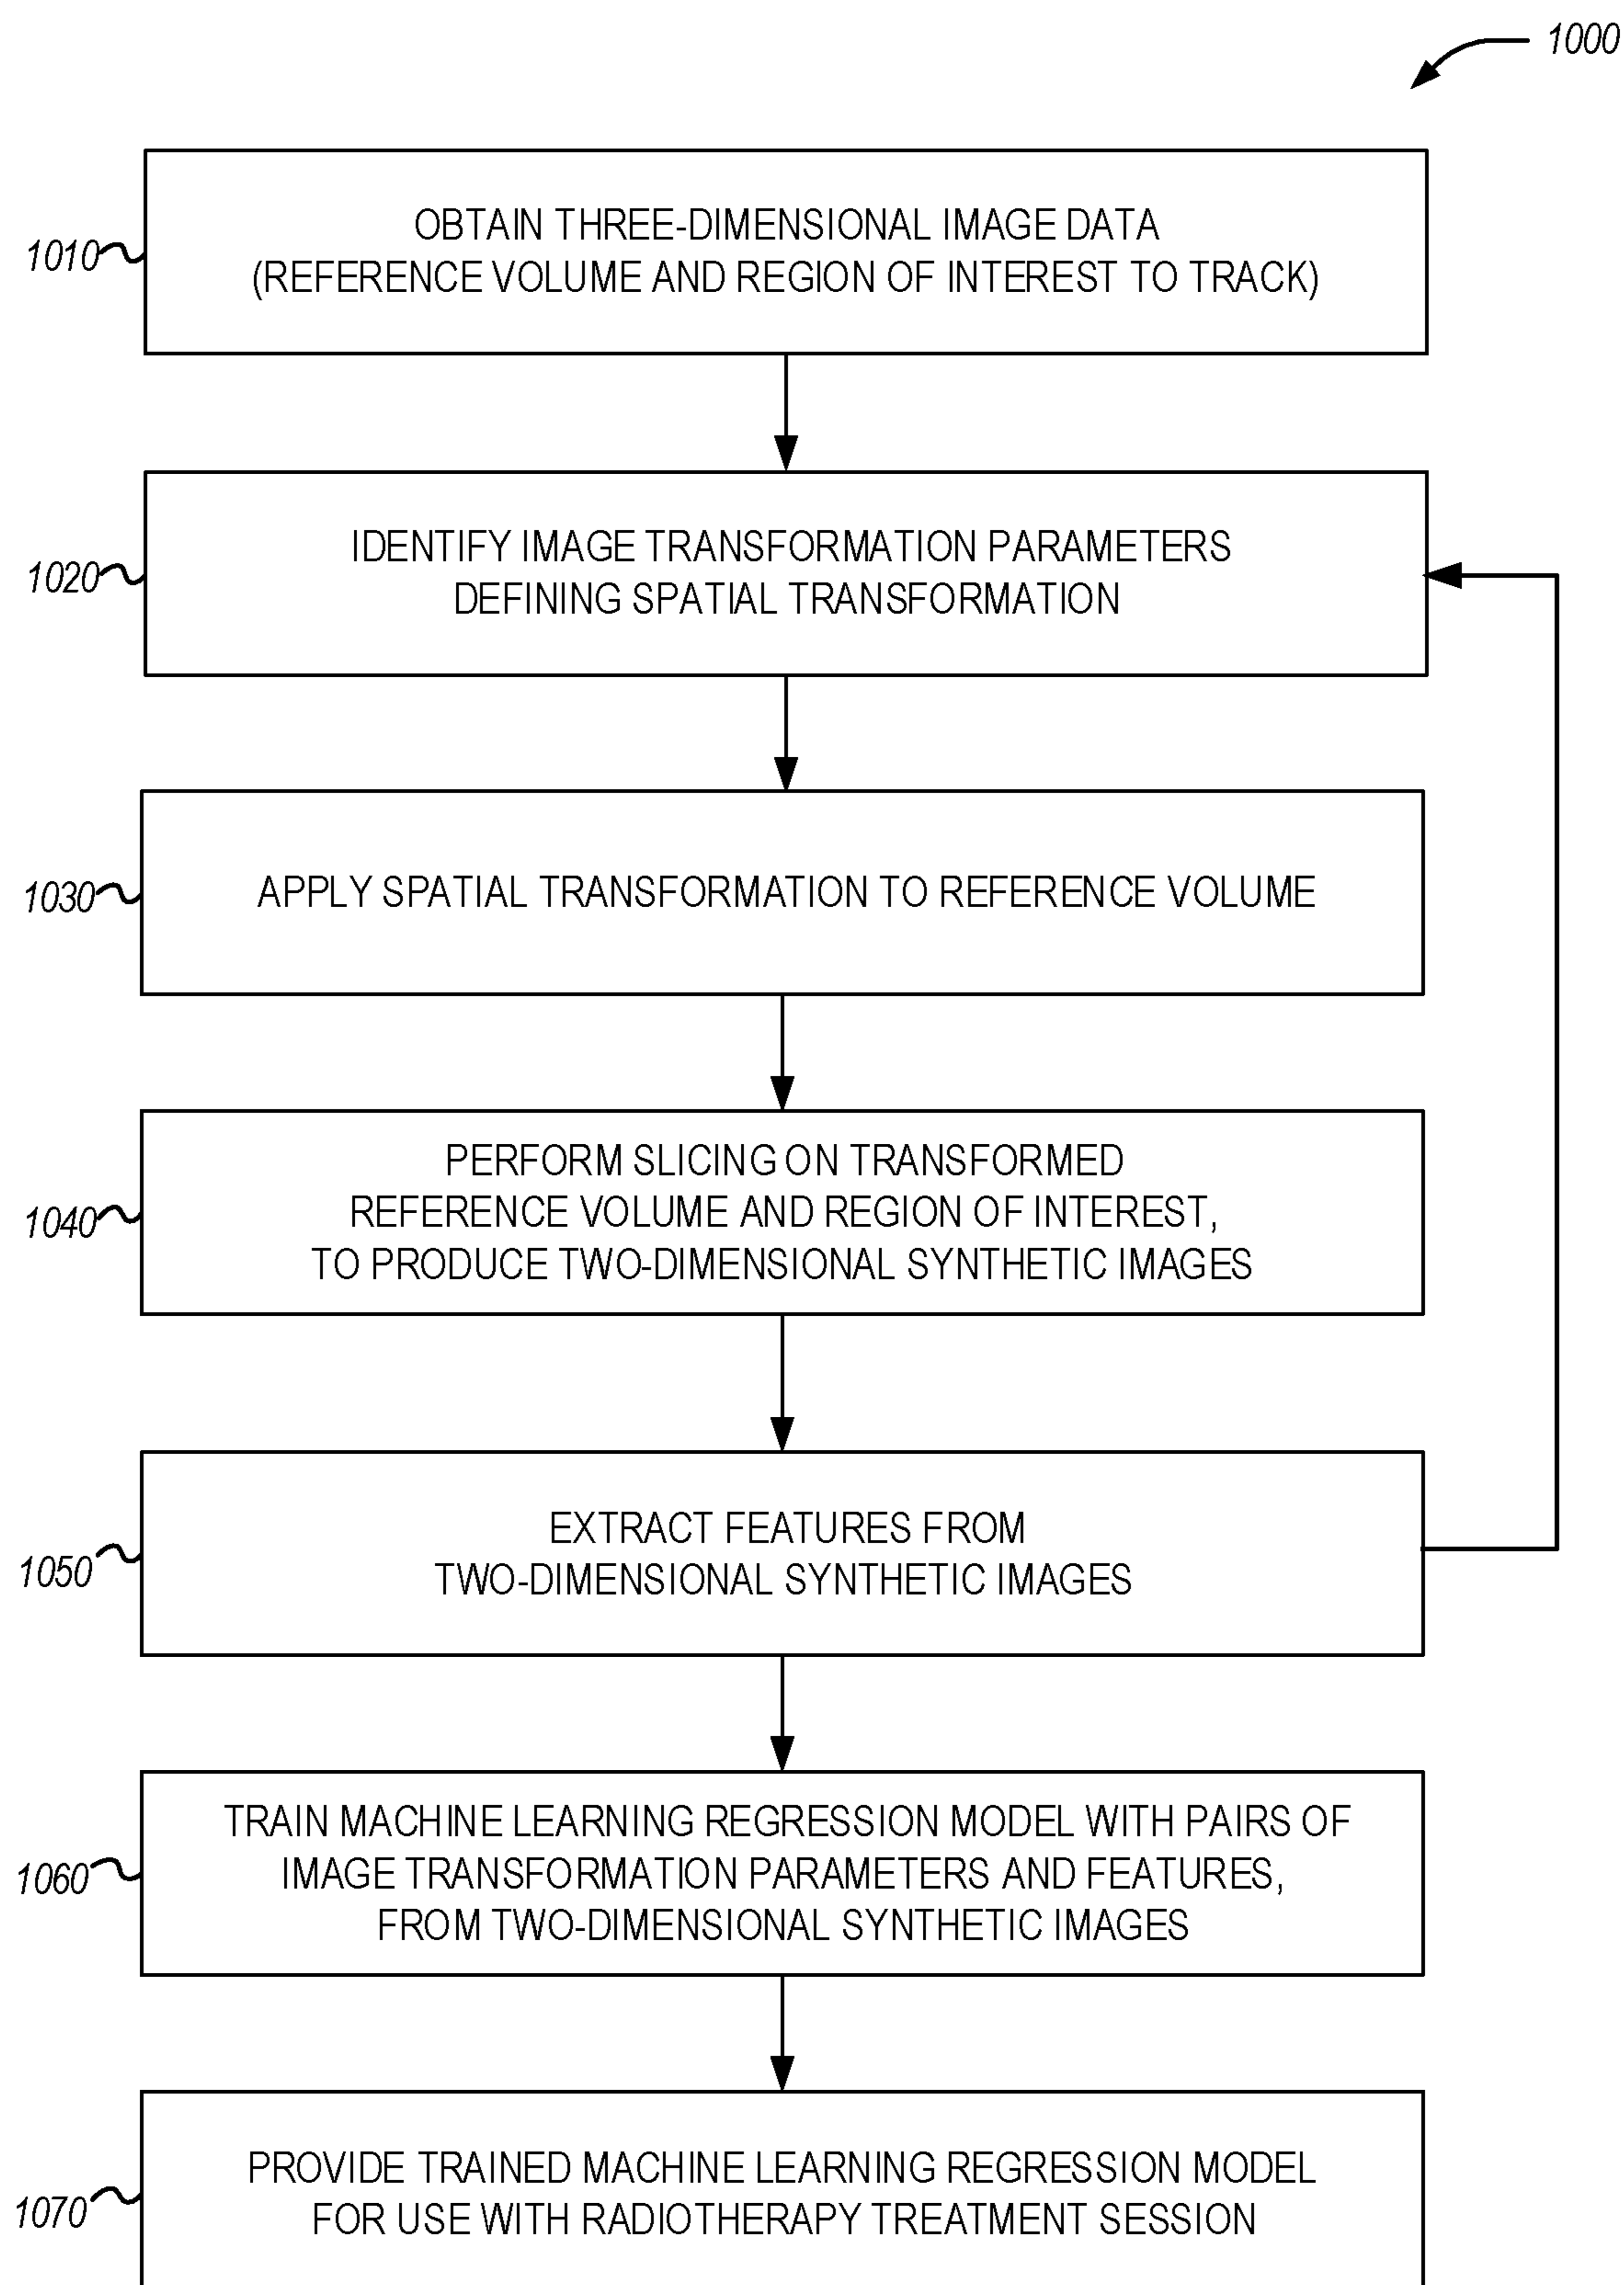 1000
1010
OBTAIN THREE-DIMENSIONAL IMAGE DATA
(REFERENCE VOLUME AND REGION OF INTEREST TO TRACK)
1020
IDENTIFY IMAGE TRANSFORMATION PARAMETERS
DEFINING SPATIAL TRANSFORMATION
1030
APPLY SPATIAL TRANSFORMATION TO REFERENCE VOLUME
1040
PERFORM SLICING ON TRANSFORMED
REFERENCE VOLUME AND REGION OF INTEREST,
TO PRODUCE TWO-DIMENSIONAL SYNTHETIC IMAGES
1050
EXTRACT FEATURES FROM
TWO-DIMENSIONAL SYNTHETIC IMAGES
1060
TRAIN MACHINE LEARNING REGRESSION MODEL WITH PAIRS OF
IMAGE TRANSFORMATION PARAMETERS AND FEATURES,
FROM TWO-DIMENSIONAL SYNTHETIC IMAGES
1070
PROVIDE TRAINED MACHINE LEARNING REGRESSION MODEL
FOR USE WITH RADIOTHERAPY TREATMENT SESSION